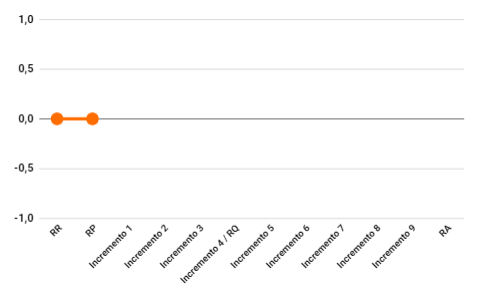 1,0
0,5
0,0
-0,5
-1,0
RR
RP
Incremento 1
Incremento 2
Incremento 3
Incremento 4 / RQ
Incremento 5
Incremento 6
Incremento 7
Incremento 8
Incremento 9
RA